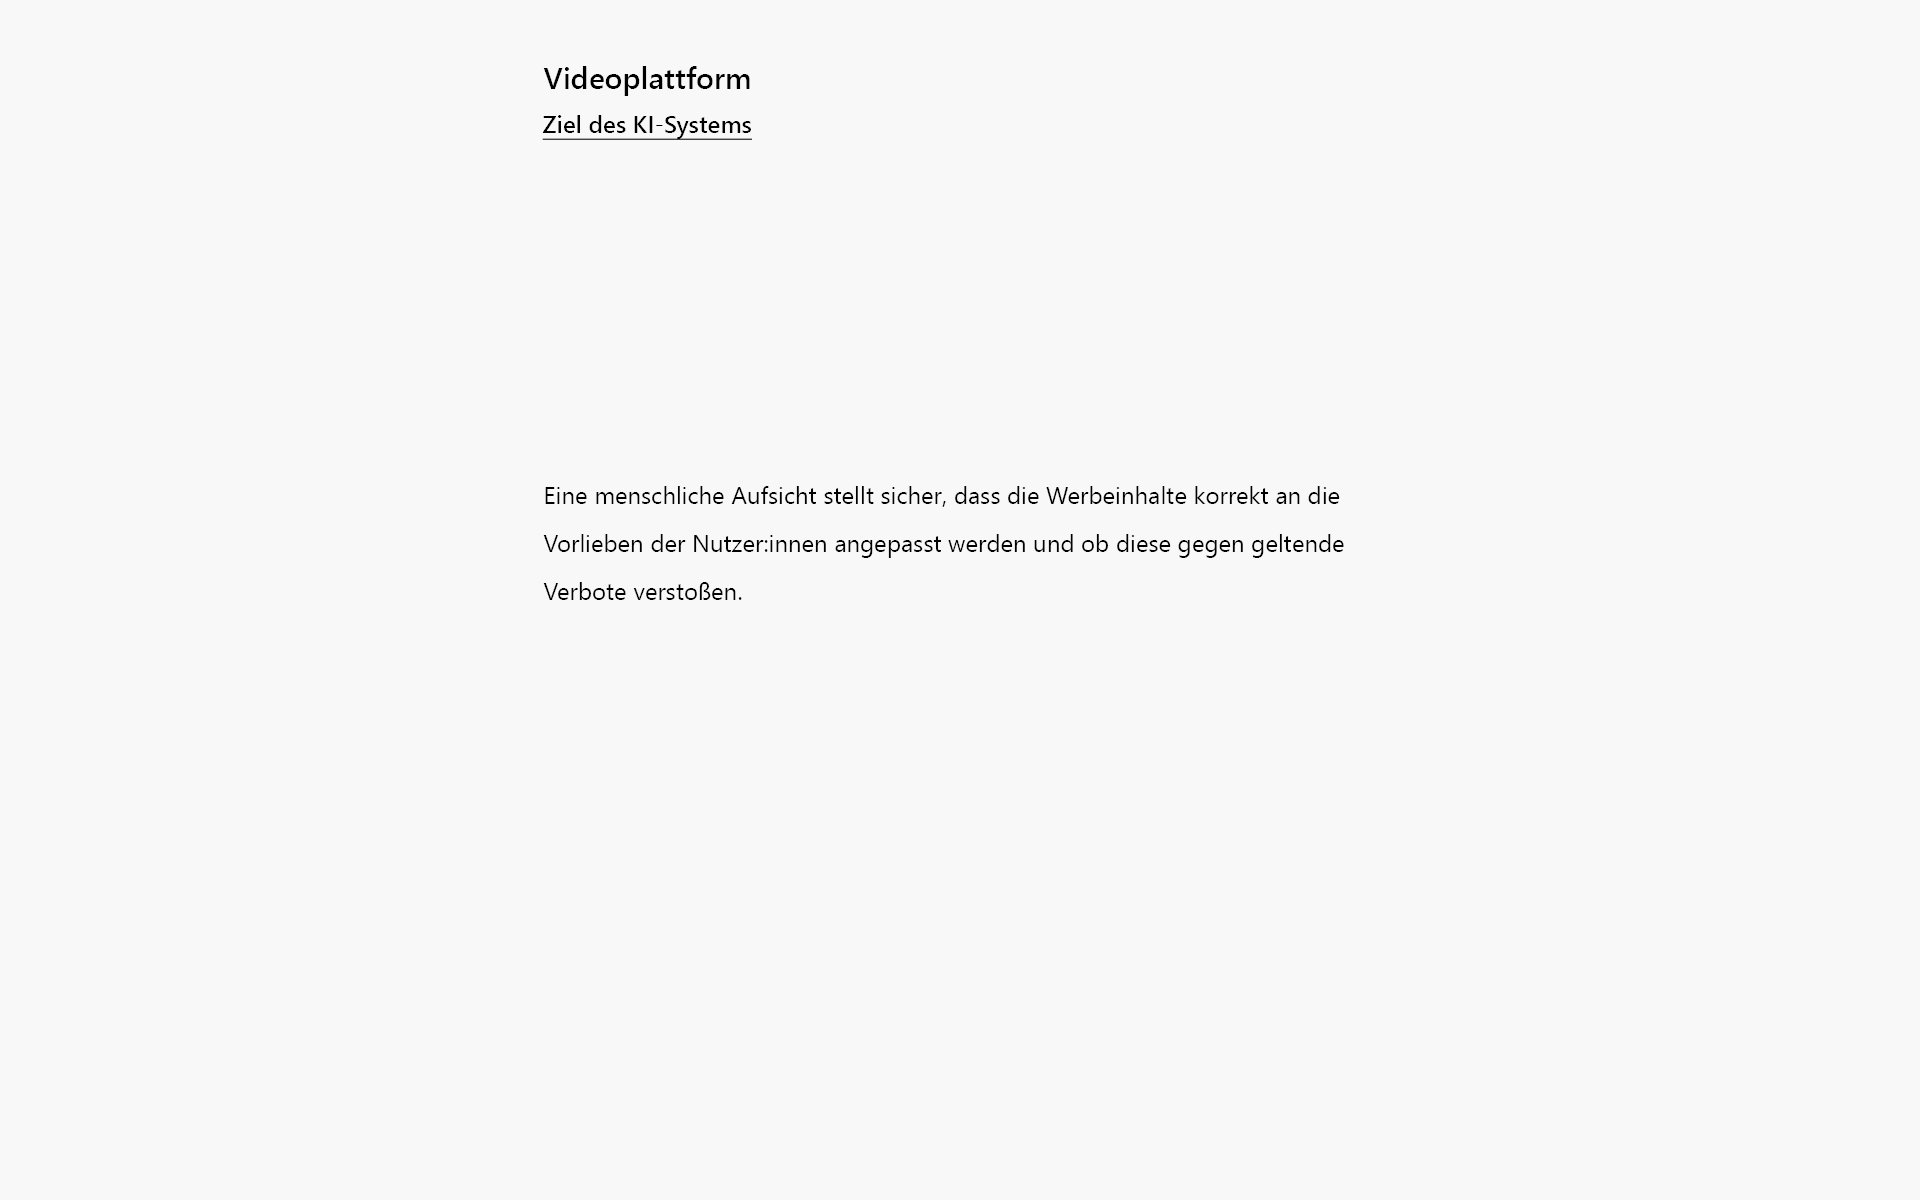 Videoplattform
Ziel des KI-Systems
Eine menschliche Aufsicht stellt sicher, dass die Werbeinhalte korrekt an die
Vorlieben der Nutzer:innen angepasst werden und ob diese gegen geltende
Verbote verstoßen.